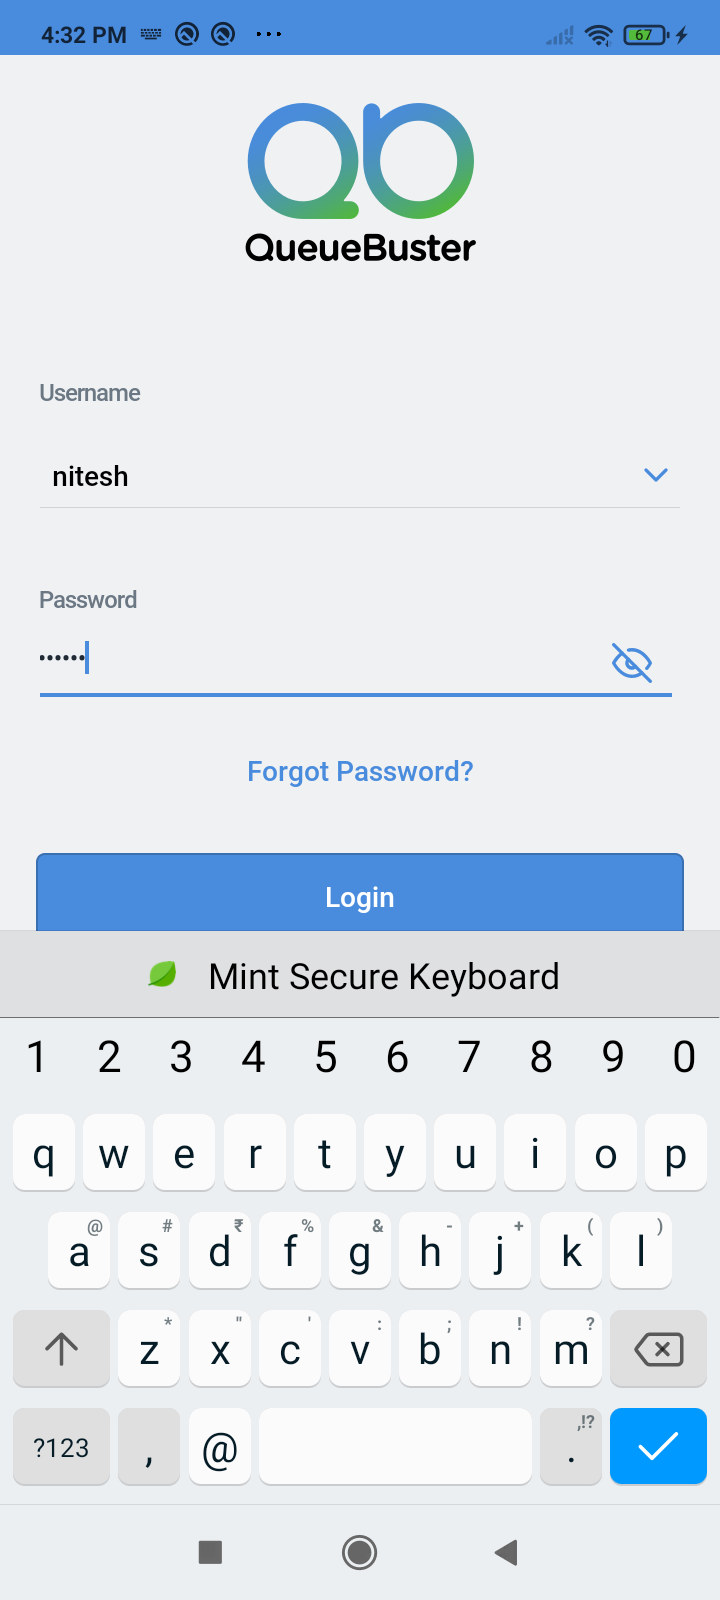 4:32 PM ... 67
QueueBuster
Username
nitesh
Password
••••••
Forgot Password?
Login
Mint Secure Keyboard
1 2 3 4 5 6 7 8 9 0
q w e r t y u i o p
@ # ₹ % & - + ( )
a s d f g h j k l
* " ' : ; ! ?
z x c v b n m
,!?
?123 , @ .